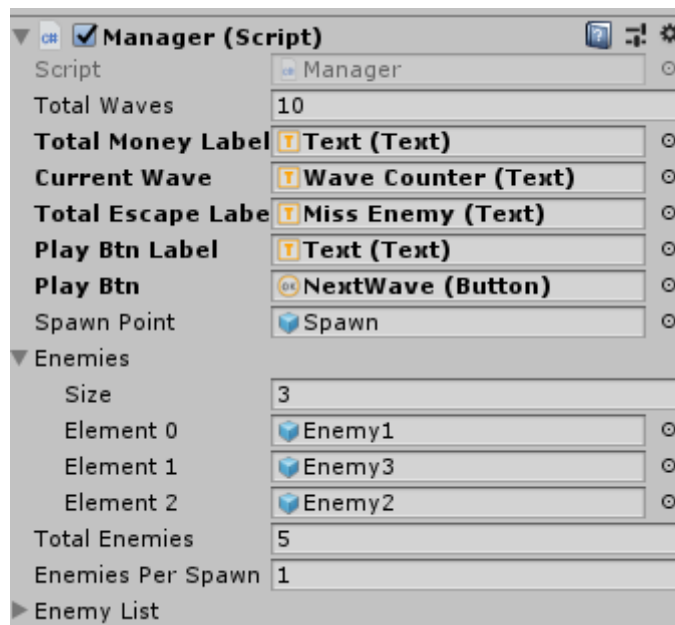 Manager (Script)
Script Manager
Total Waves 10
Total Money Label Text (Text)
Current Wave Wave Counter (Text)
Total Escape Labe Miss Enemy (Text)
Play Btn Label Text (Text)
Play Btn NextWave (Button)
Spawn Point Spawn
Enemies
Size 3
Element 0 Enemy1
Element 1 Enemy3
Element 2 Enemy2
Total Enemies 5
Enemies Per Spawn 1
Enemy List